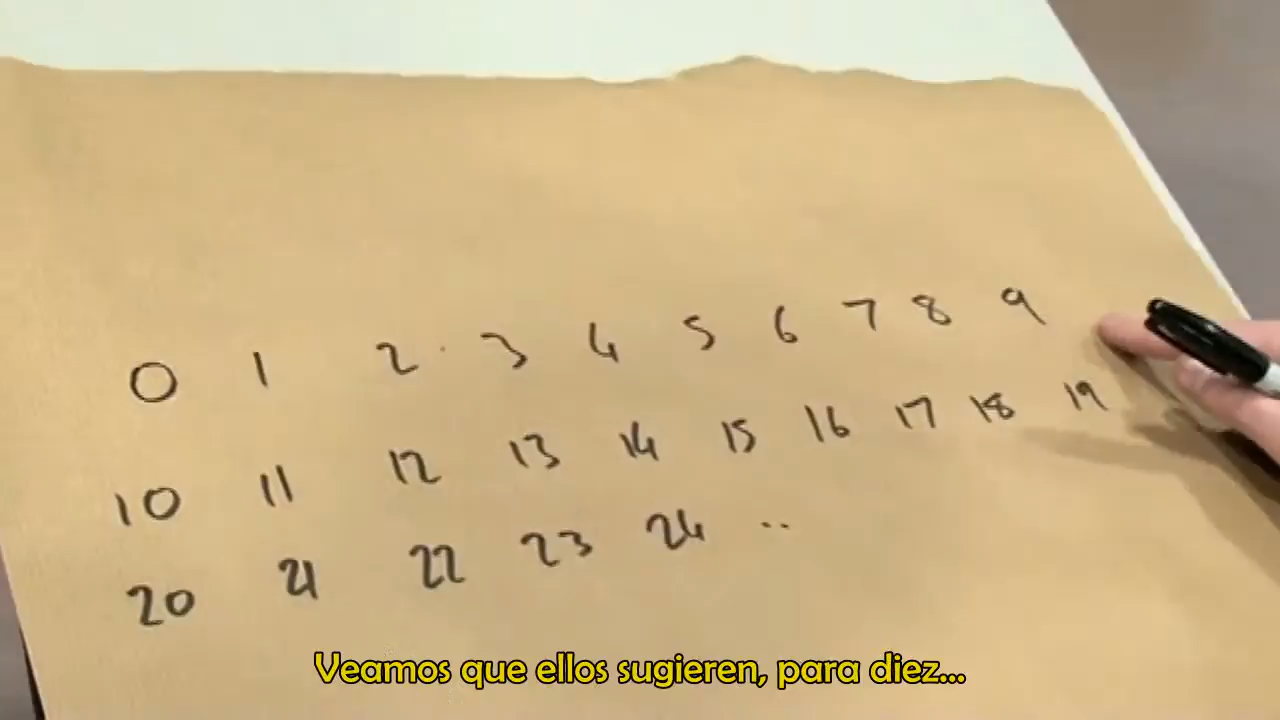 0 1 2 3 4 5 6 7 8 9
10 11 12 13 14 15 16 17 18 19
20 21 22 23 24 ..
Veamos que ellos sugieren, para diez...